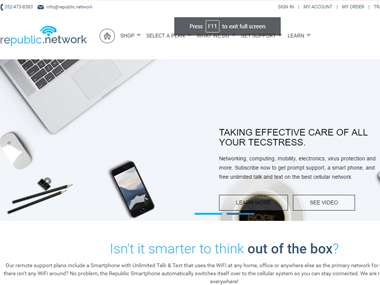 352-473-8383 info@republic.network SIGN IN | MY ACCOUNT | MY ORDER |
Press F11 to exit full screen
republic.network SHOP SELECT A PLAN WHAT WE DO GET SUPPORT LEARN
TAKING EFFECTIVE CARE OF ALL
YOUR TECSTRESS.
Networking, computing, mobility, electronics, virus protection and
more. Subscribe now to get prompt support, a smart phone, and
free unlimited talk and text on the best cellular network.
SEE MORE SEE VIDEO
Isn't it smarter to think out of the box?
Our remote support plans include a Smartphone with Unlimited Talk & Text that uses the WiFi at any home, office or anywhere else as the primary network for
there isn't any WiFi around? No problem, the Republic Smartphone automatically switches itself over to the cellular system so you can stay connected. We are r
everywhere!